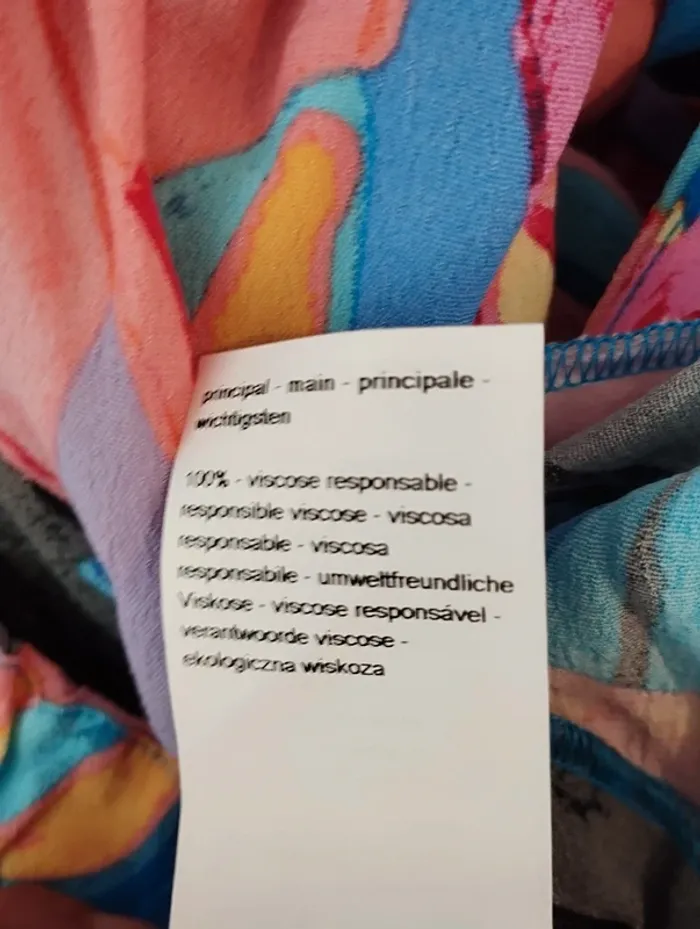 principal - main - principale -
wichtigsten
100% - viscose responsable -
responsible viscose - viscosa
responsable - viscosa
responsabile - umweltfreundliche
Viskose - viscose responsável -
verantwoorde viscose -
ekologiczna wiskoza